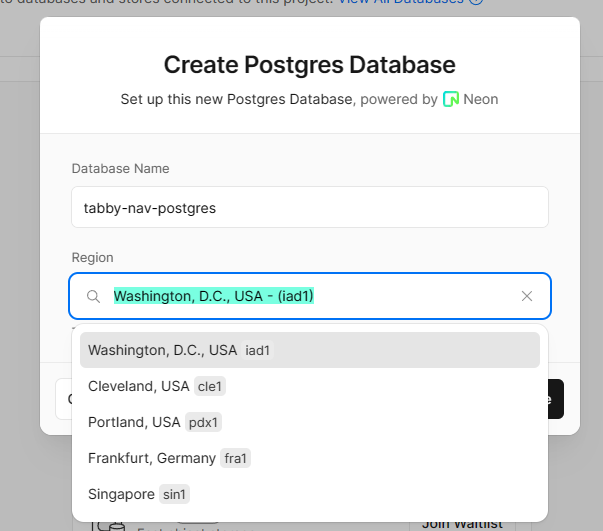 to databases and stores connected to this project. View All Databases
Create Postgres Database
Set up this new Postgres Database, powered by Neon
Database Name
tabby-nav-postgres
Region
Washington, D.C., USA - (iad1)
Washington, D.C., USA iad1
Cleveland, USA cle1
Portland, USA pdx1
Frankfurt, Germany fra1
Singapore sin1
Join Waitlist